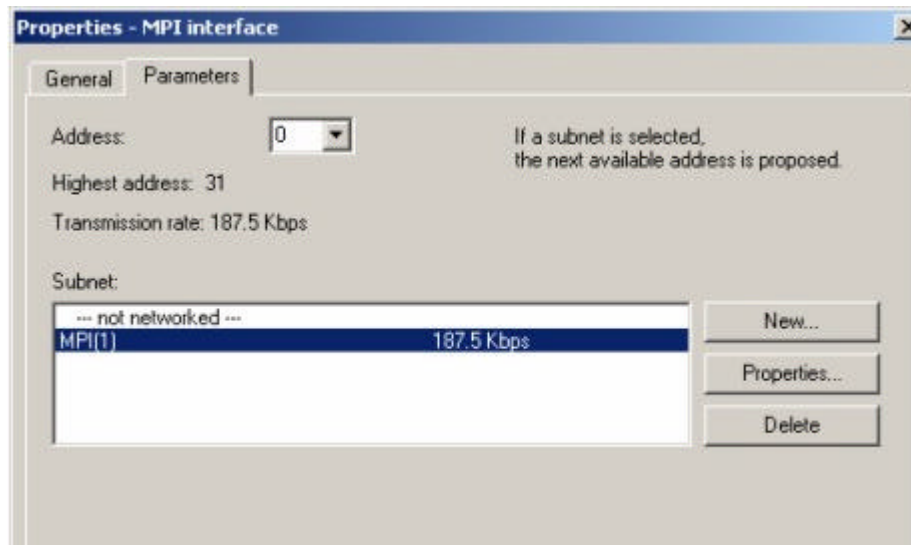 Properties - MPI interface
General Parameters
Address: 0
If a subnet is selected,
the next available address is proposed.
Highest address: 31
Transmission rate: 187.5 Kbps
Subnet:
--- not networked ---
MPI(1) 187.5 Kbps
New...
Properties...
Delete